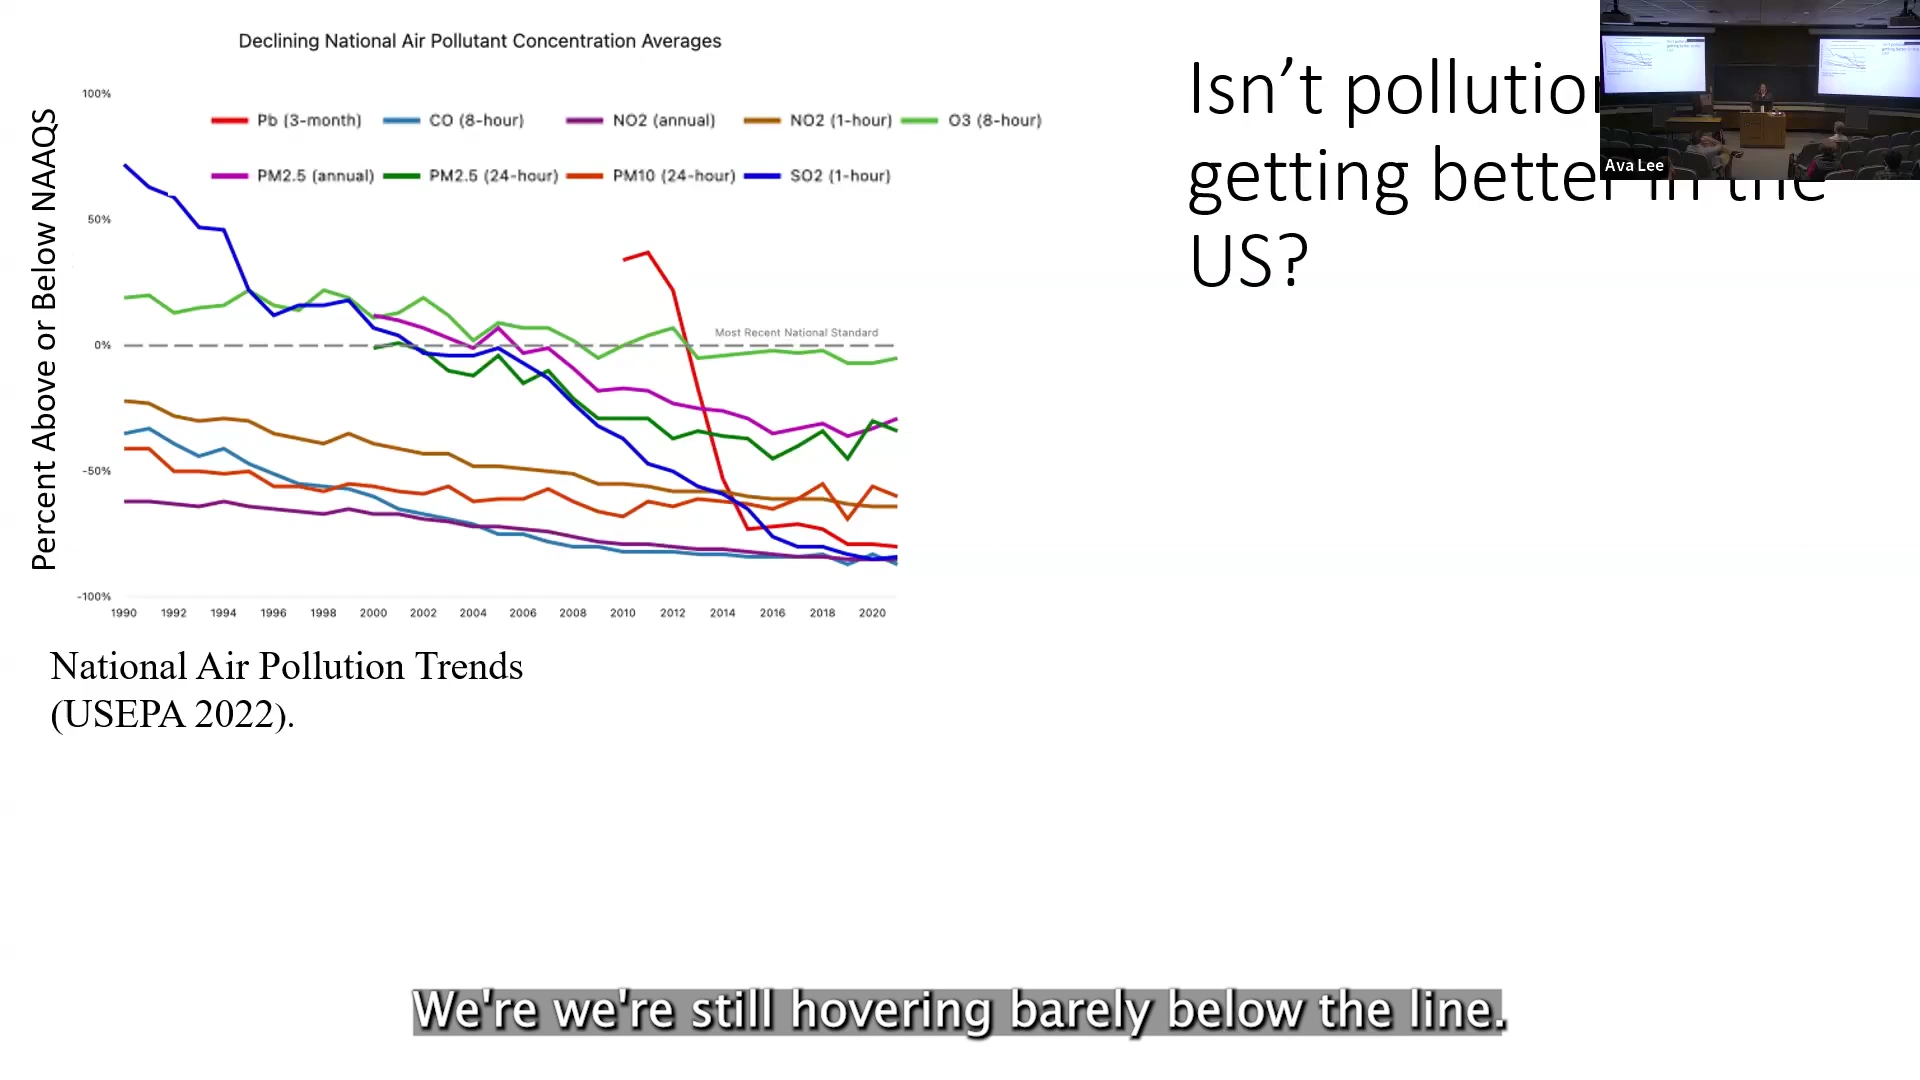 Declining National Air Pollutant Concentration Averages
Percent Above or Below NAAQS
100%
50%
0%
-50%
-100%
Pb (3-month) CO (8-hour) NO2 (annual) NO2 (1-hour) O3 (8-hour)
PM2.5 (annual) PM2.5 (24-hour) PM10 (24-hour) SO2 (1-hour)
Most Recent National Standard
1990 1992 1994 1996 1998 2000 2002 2004 2006 2008 2010 2012 2014 2016 2018 2020
National Air Pollution Trends
(USEPA 2022).
Isn’t pollution
getting better in the
US?
Ava Lee
We're we're still hovering barely below the line.